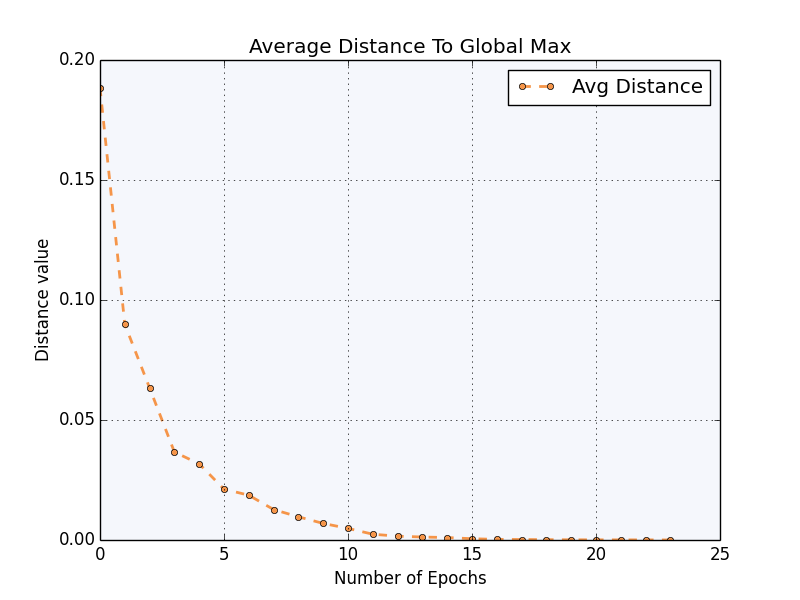 Average Distance To Global Max
Avg Distance
0.20
0.15
0.10
0.05
0.00
Distance value
0 5 10 15 20 25
Number of Epochs